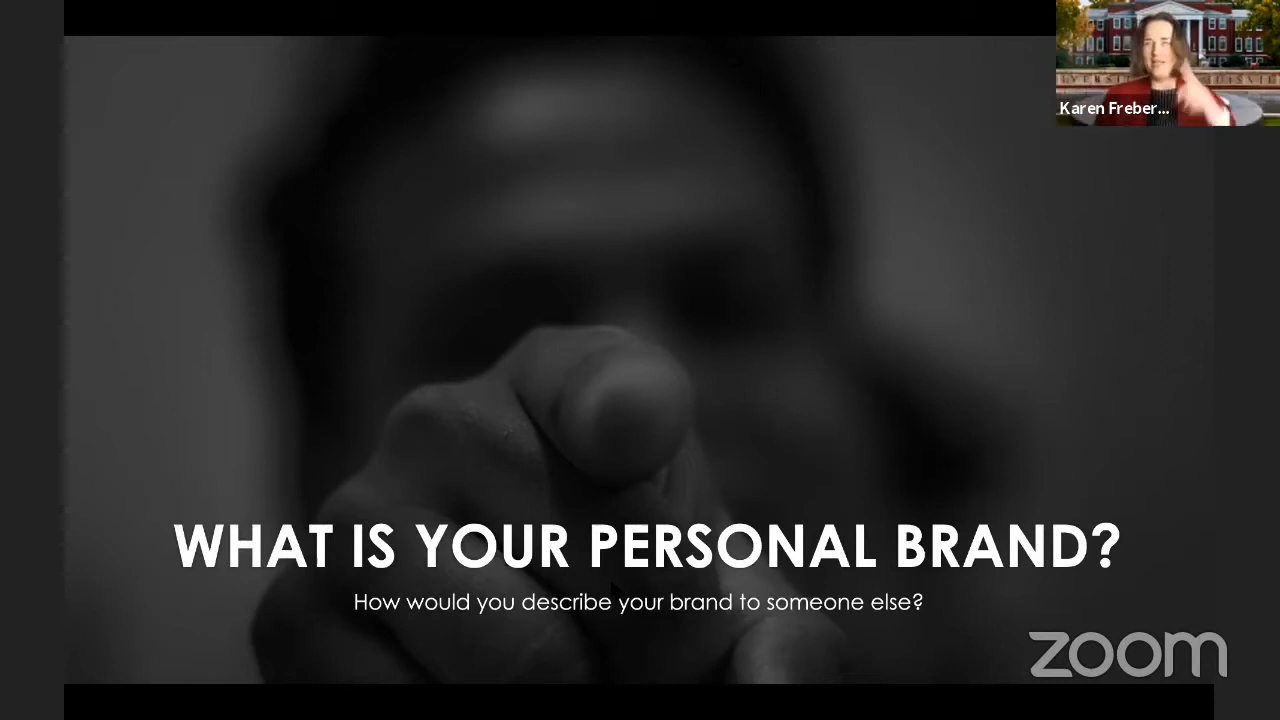 Karen Freber...
WHAT IS YOUR PERSONAL BRAND?
How would you describe your brand to someone else?
zoom